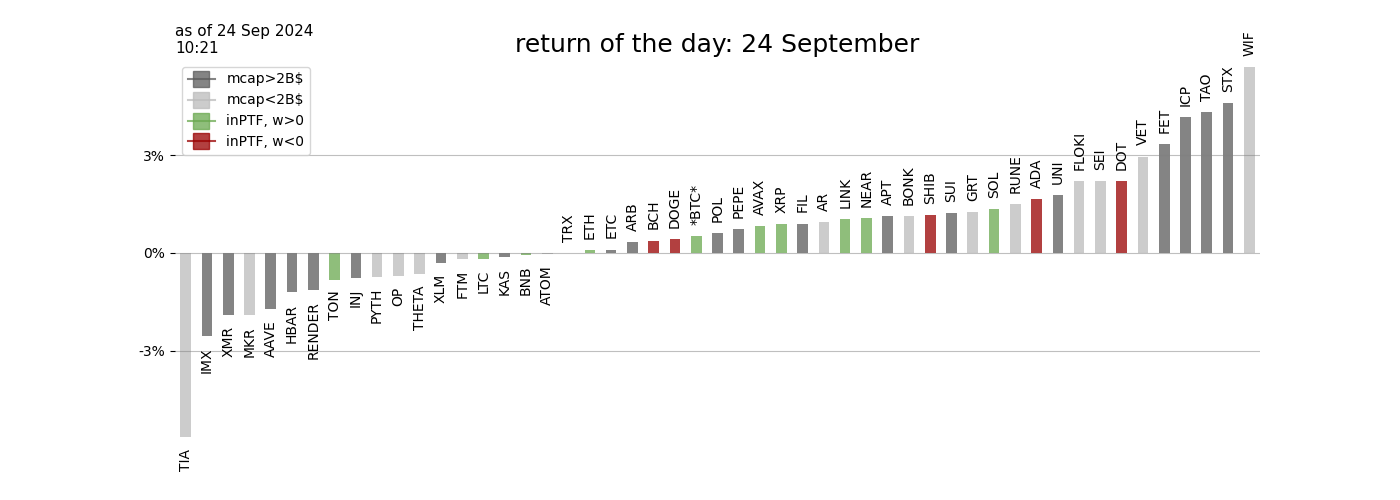 as of 24 Sep 2024
10:21
return of the day: 24 September
mcap>2B$
mcap<2B$
inPTF, w>0
inPTF, w<0
3%
0%
-3%
TIA
IMX
XMR
MKR
AAVE
HBAR
RENDER
TON
INJ
PYTH
OP
THETA
XLM
FTM
LTC
KAS
BNB
ATOM
TRX
ETH
ETC
ARB
BCH
DOGE
*BTC*
POL
PEPE
AVAX
XRP
FIL
AR
LINK
NEAR
APT
BONK
SHIB
SUI
GRT
SOL
RUNE
ADA
UNI
FLOKI
SEI
DOT
VET
FET
ICP
TAO
STX
WIF